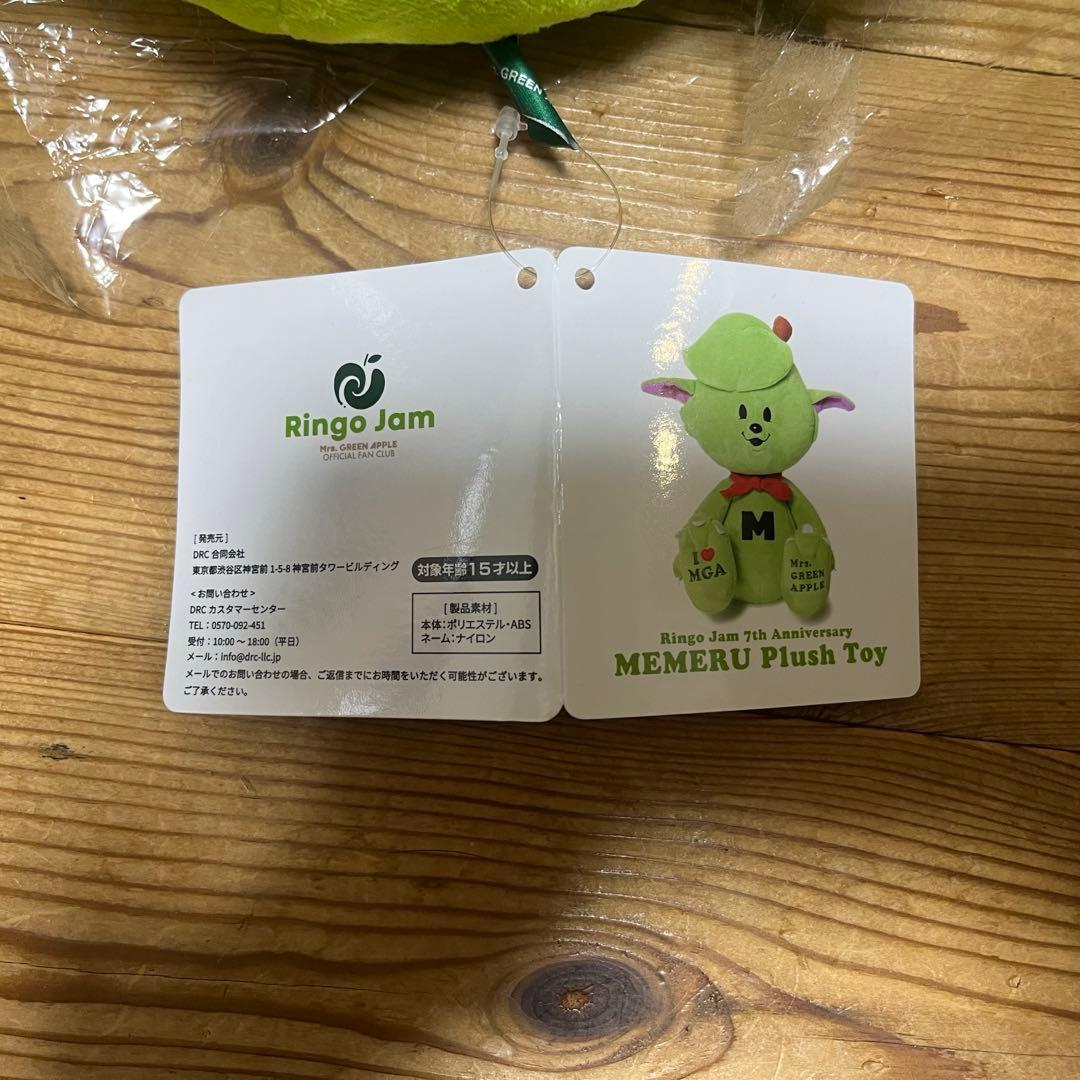 . GREEN
Ringo Jam
Mrs. GREEN APPLE
OFFICIAL FAN CLUB
[ 発売元 ]
DRC 合同会社
東京都渋谷区神宮前 1-5-8 神宮前タワービルディング
< お問い合わせ >
DRC カスタマーセンター
TEL : 0570-092-451
受付 : 10:00 ～ 18:00（平日）
メール : info@drc-llc.jp
メールでのお問い合わせの場合、ご返信までにお時間をいただく可能性がございます。
ご了承ください。
対象年齢15才以上
[ 製品素材 ]
本体：ポリエステル・ABS
ネーム：ナイロン
M
I ♥
MGA
Mrs.
GREEN
APPLE
Ringo Jam 7th Anniversary
MEMERU Plush Toy